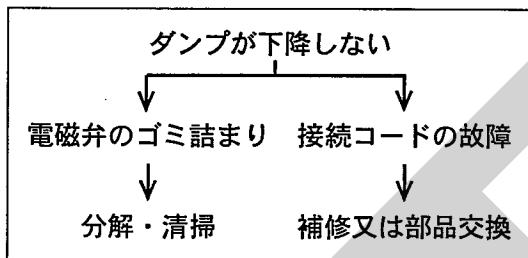 ダンプが下降しない
電磁弁のゴミ詰まり 接続コードの故障
分解・清掃 補修又は部品交換